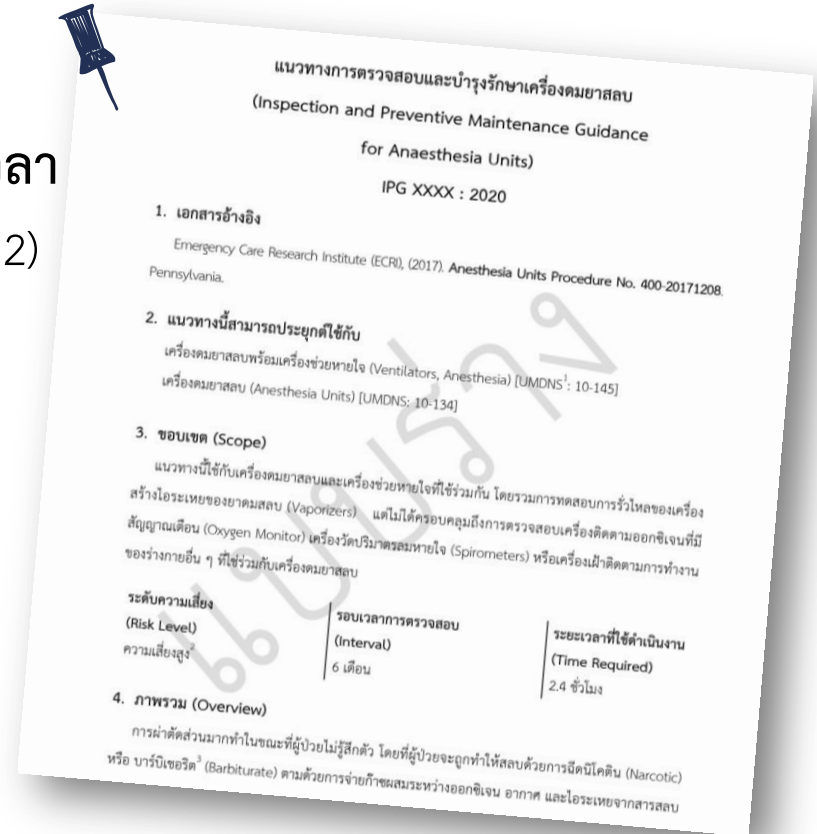 ลา
2)
แนวทางการตรวจสอบและบำรุงรักษาเครื่องดมยาสลบ
(Inspection and Preventive Maintenance Guidance
for Anaesthesia Units)
IPG XXXX : 2020
1. เอกสารอ้างอิง
Emergency Care Research Institute (ECRI), (2017). Anesthesia Units Procedure No. 400-20171208.
Pennsylvania.
2. แนวทางนี้สามารถประยุกต์ใช้กับ
เครื่องดมยาสลบพร้อมเครื่องช่วยหายใจ (Ventilators, Anesthesia) [UMDNS¹: 10-145]
เครื่องดมยาสลบ (Anesthesia Units) [UMDNS: 10-134]
3. ขอบเขต (Scope)
แนวทางนี้ใช้กับเครื่องดมยาสลบและเครื่องช่วยหายใจที่ใช้ร่วมกัน โดยรวมการทดสอบการรั่วไหลของเครื่อง
สร้างไอระเหยของยาดมสลบ (Vaporizers) แต่ไม่ได้ครอบคลุมถึงการตรวจสอบเครื่องติดตามออกซิเจนที่มี
สัญญาณเตือน (Oxygen Monitor) เครื่องวัดปริมาตรลมหายใจ (Spirometers) หรือเครื่องเฝ้าติดตามการทำงาน
ของร่างกายอื่น ๆ ที่ใช้ร่วมกับเครื่องดมยาสลบ
ระดับความเสี่ยง
(Risk Level)
ความเสี่ยงสูง²
รอบเวลาการตรวจสอบ
(Interval)
6 เดือน
ระยะเวลาที่ใช้ดำเนินงาน
(Time Required)
2.4 ชั่วโมง
4. ภาพรวม (Overview)
การผ่าตัดส่วนมากทำในขณะที่ผู้ป่วยไม่รู้สึกตัว โดยที่ผู้ป่วยจะถูกทำให้สลบด้วยการฉีดนิโคติน (Narcotic)
หรือ บาร์บิเชอริต³ (Barbiturate) ตามด้วยการจ่ายก๊าซผสมระหว่างออกซิเจน อากาศ และไอระเหยจากสารสลบ
แบบร่าง